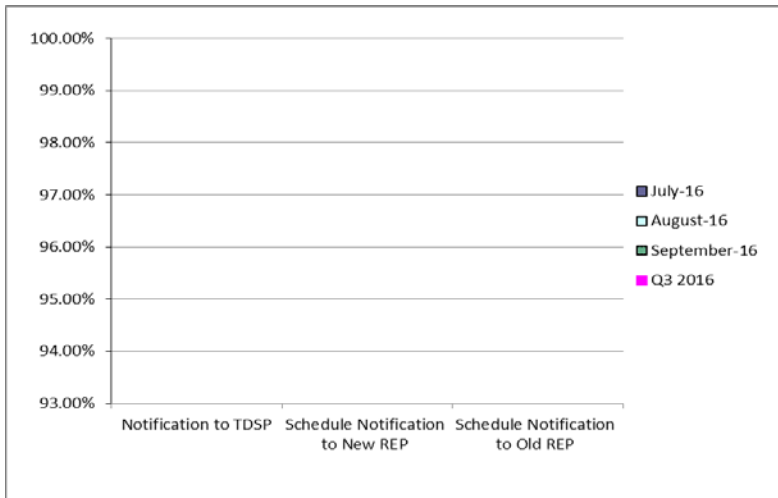 100.00%
99.00%
98.00%
97.00%
96.00%
95.00%
94.00%
93.00%
Notification to TDSP
Schedule Notification
to New REP
Schedule Notification
to Old REP
July-16
August-16
September-16
Q3 2016